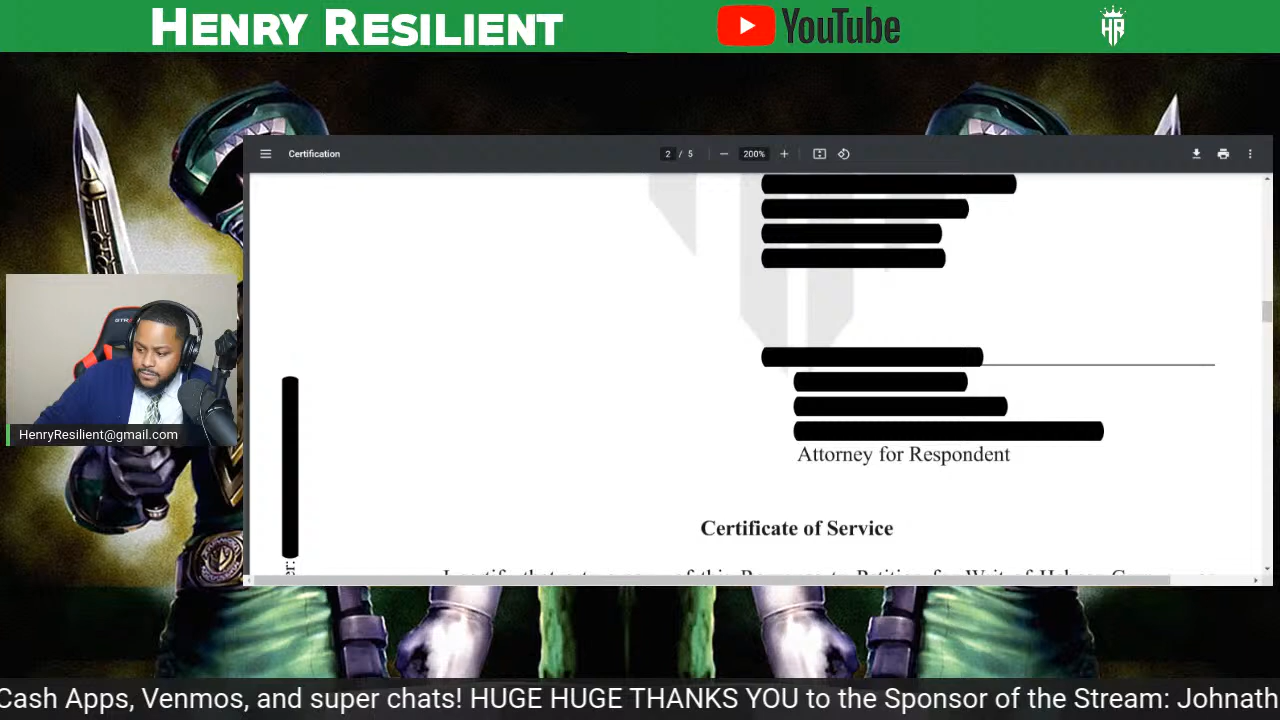 HENRY RESILIENT
YouTube
HR
Certification
2 / 5
200%
Attorney for Respondent
Certificate of Service
HenryResilient@gmail.com
Cash Apps, Venmos, and super chats! HUGE HUGE THANKS YOU to the Sponsor of the Stream: Johnath